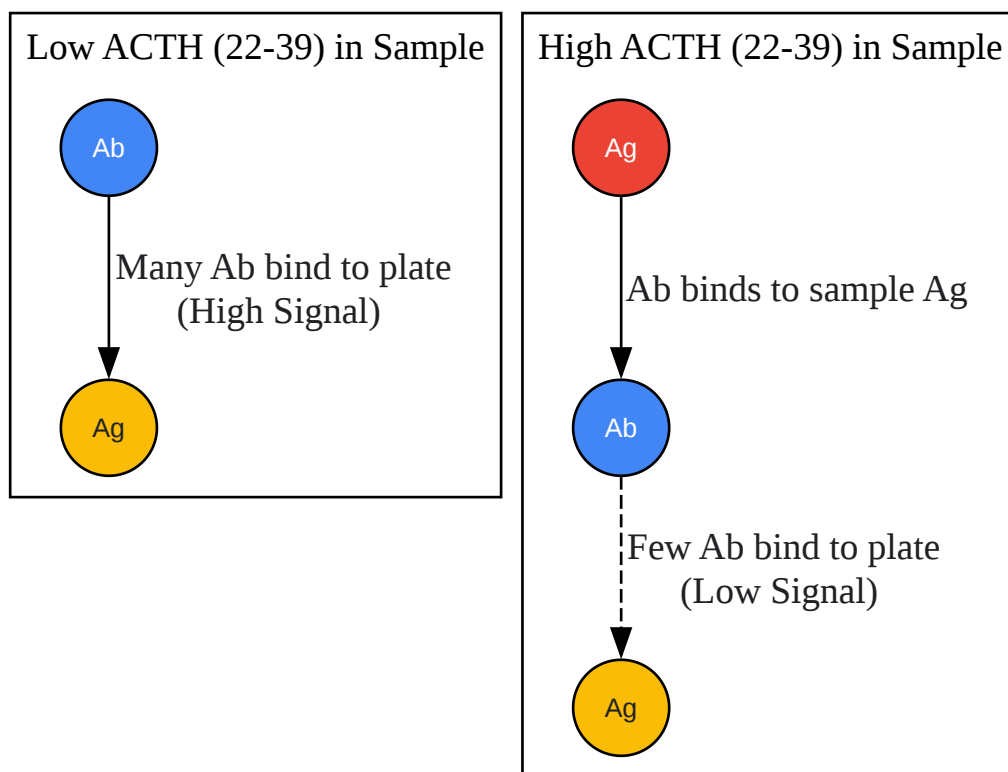 Low ACTH (22-39) in Sample
Ab
Many Ab bind to plate
(High Signal)
Ag
High ACTH (22-39) in Sample
Ag
Ab binds to sample Ag
Ab
Few Ab bind to plate
(Low Signal)
Ag